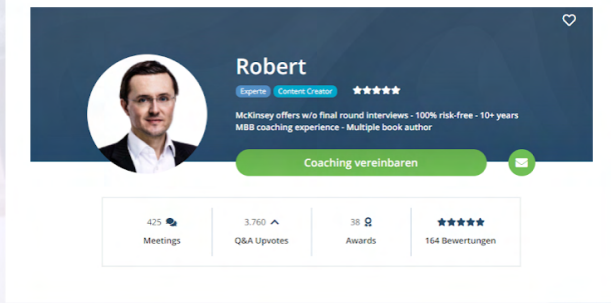 Robert
Experte Content Creator
McKinsey offers w/o final round interviews - 100% risk-free - 10+ years
MBB coaching experience - Multiple book author
Coaching vereinbaren
425 3.760 38
Meetings Q&A Upvotes Awards 164 Bewertungen